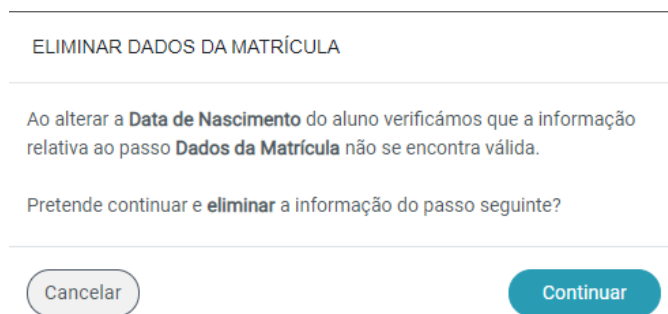 ELIMINAR DADOS DA MATRÍCULA
Ao alterar a Data de Nascimento do aluno verificámos que a informação
relativa ao passo Dados da Matrícula não se encontra válida.
Pretende continuar e eliminar a informação do passo seguinte?
Cancelar
Continuar